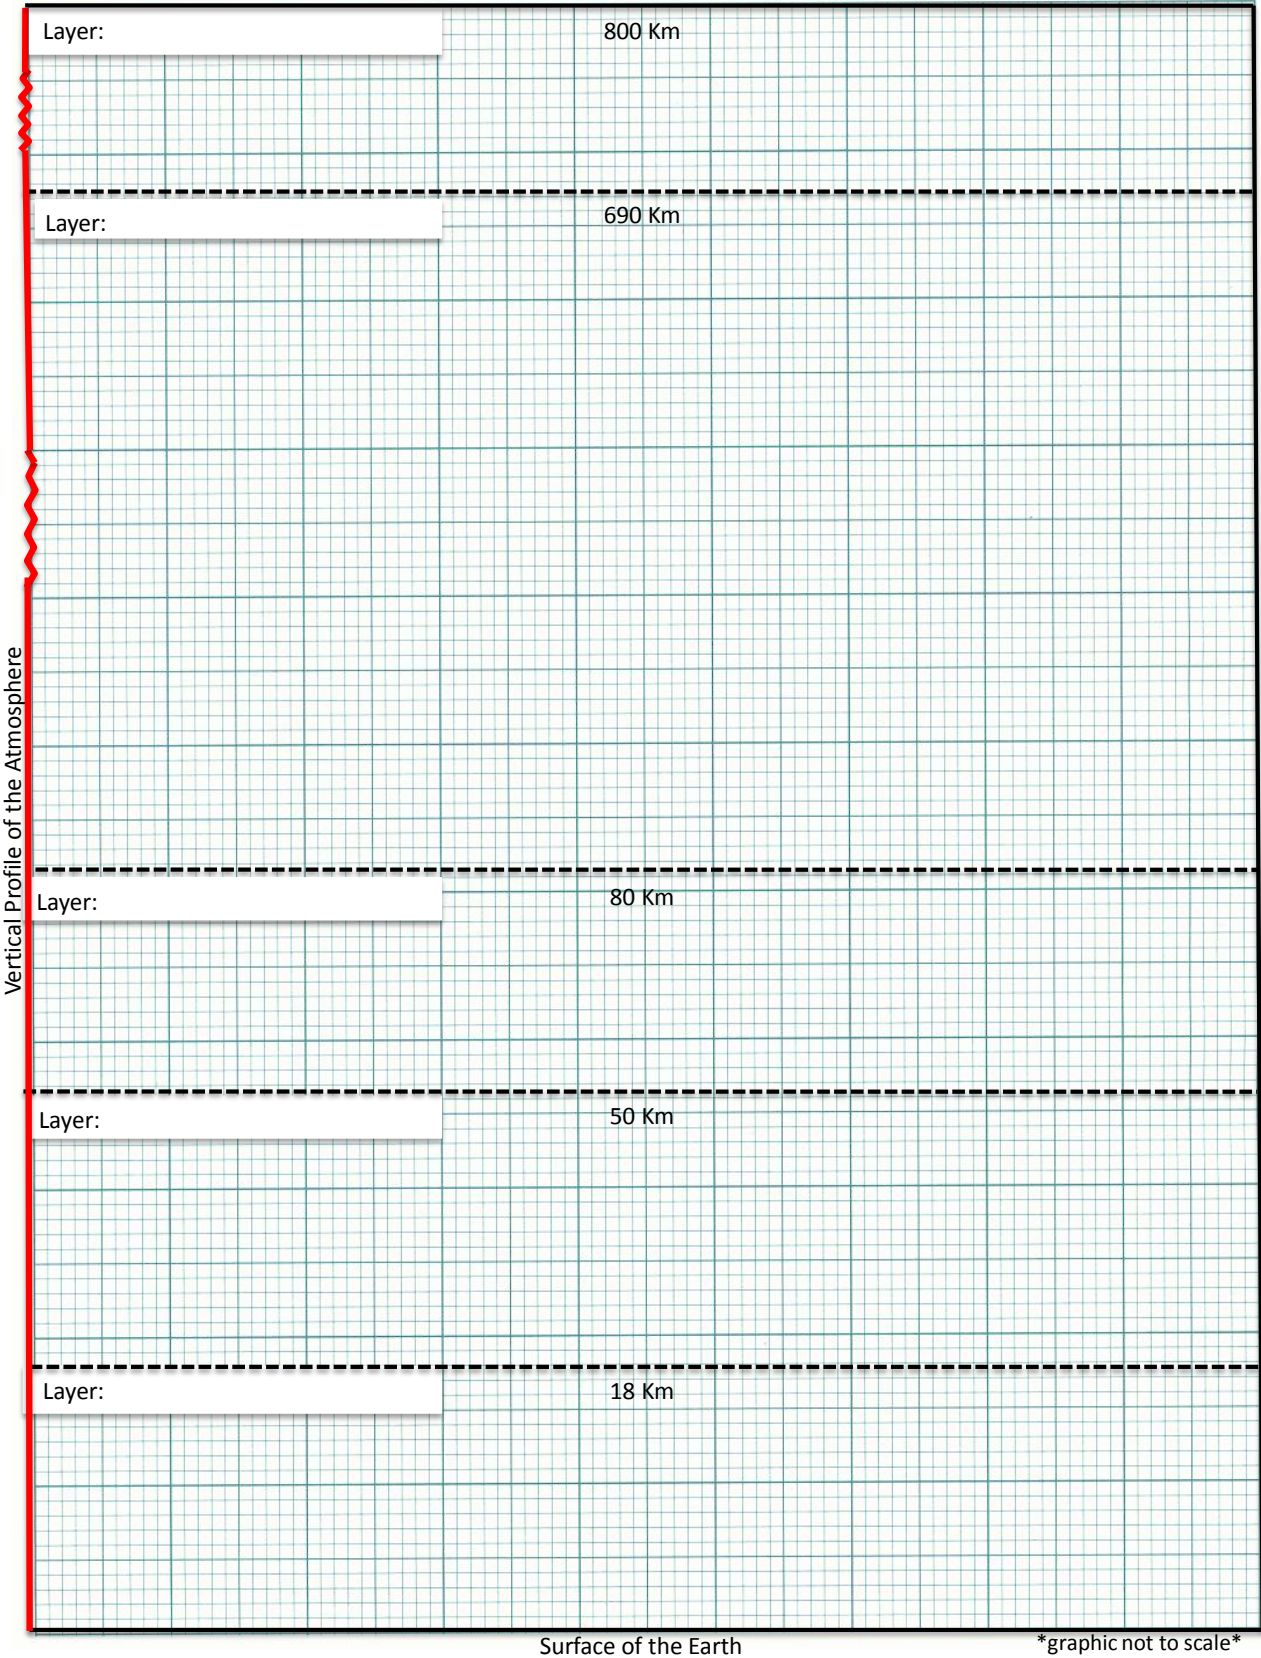 Layer:
800 Km
Layer:
690 Km
Vertical Profile of the Atmosphere
Layer:
80 Km
Layer:
50 Km
Layer:
18 Km
Surface of the Earth
*graphic not to scale*